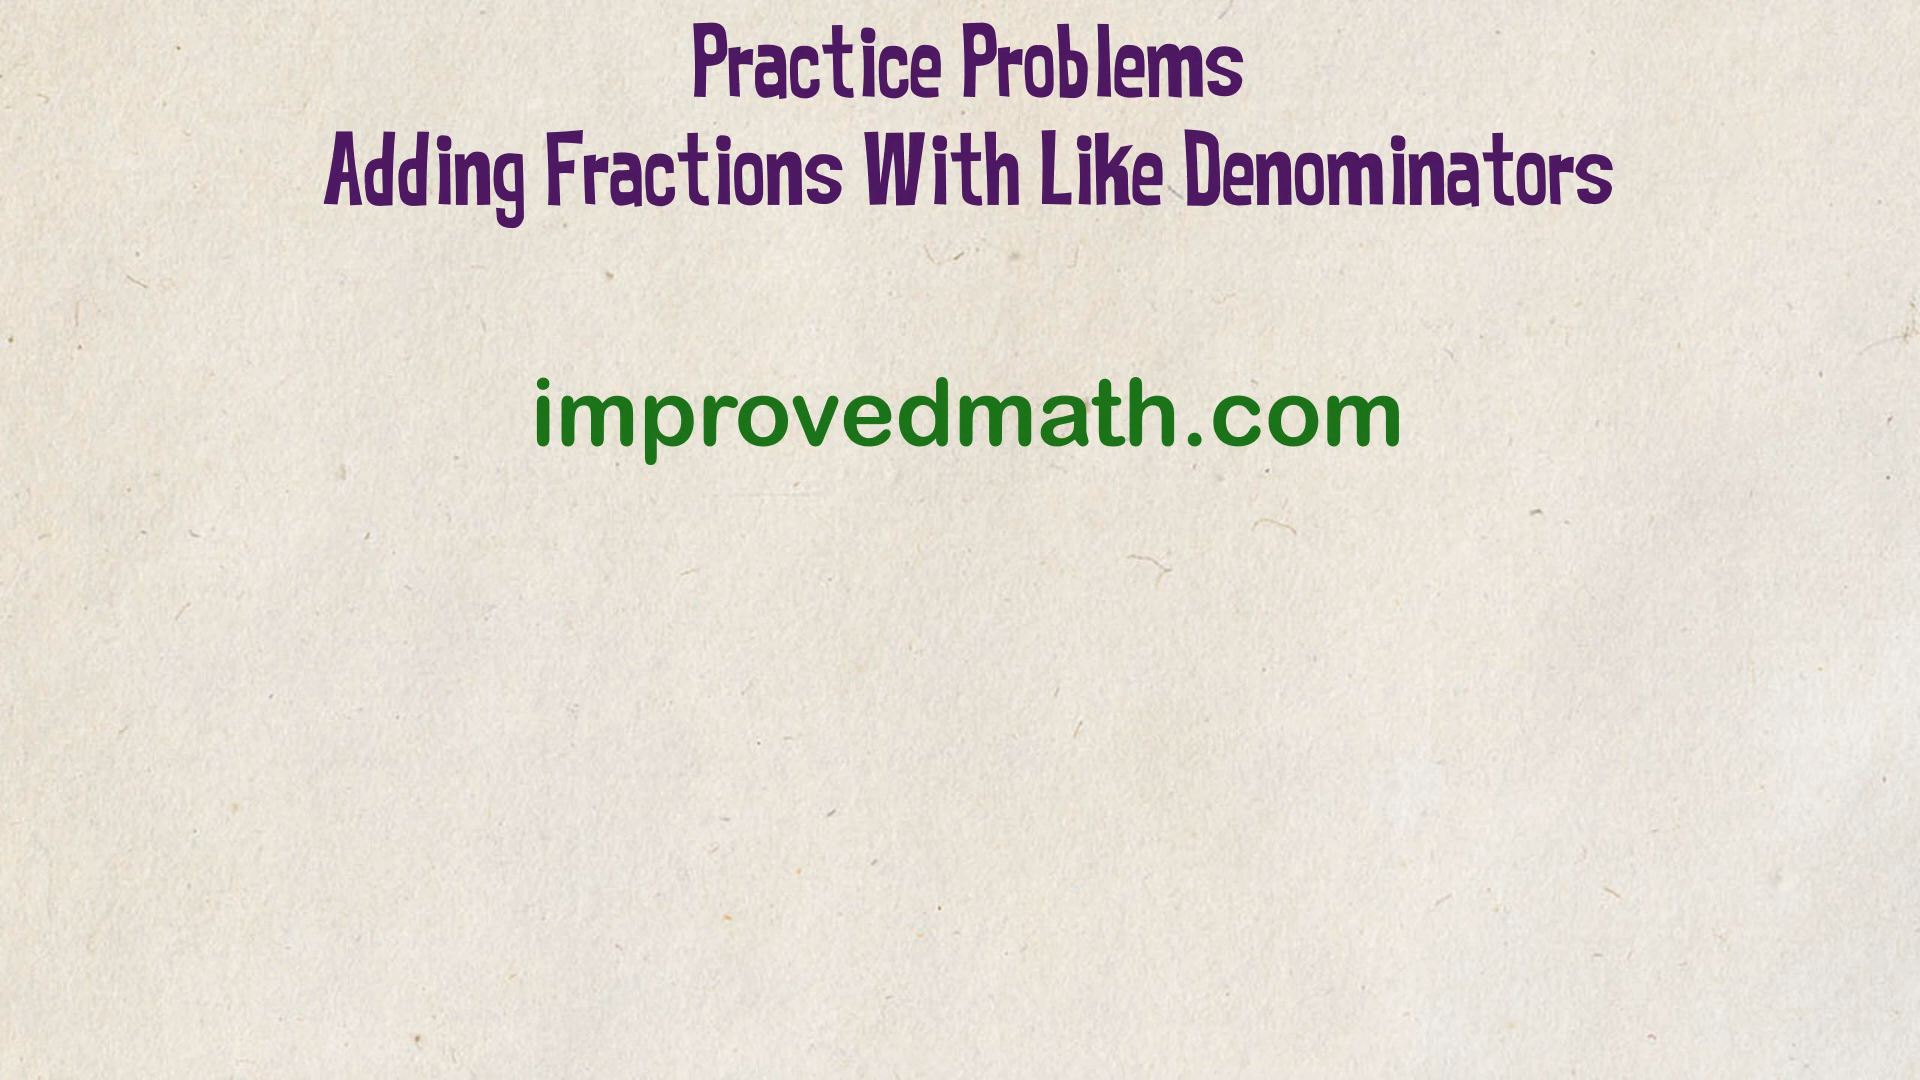 Practice Problems
Adding Fractions With Like Denominators
improvedmath.com